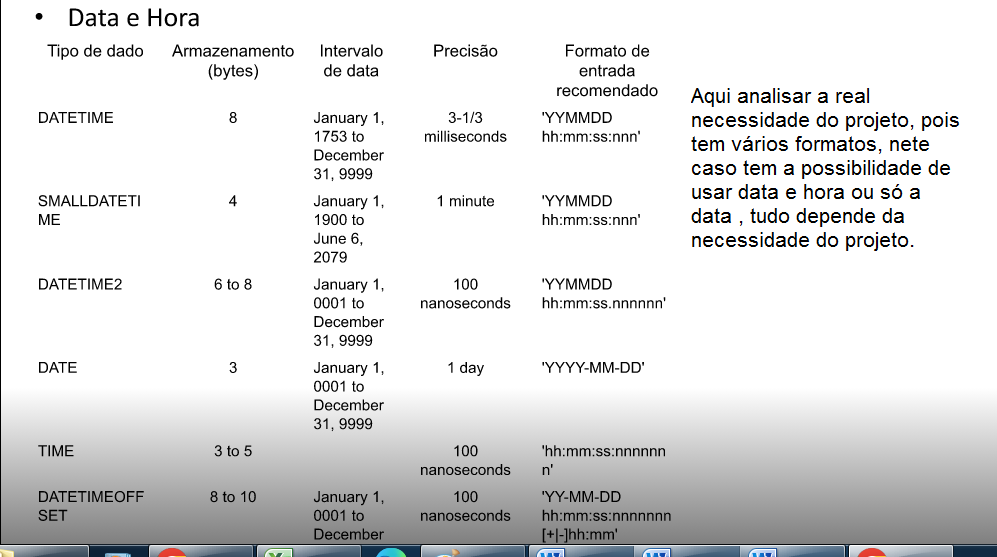 • Data e Hora
Tipo de dado Armazenamento (bytes) Intervalo de data Precisão Formato de entrada recomendado
DATETIME 8 January 1, 1753 to December 31, 9999 3-1/3 milliseconds 'YYMMDD hh:mm:ss:nnn'
SMALLDATETIME 4 January 1, 1900 to June 6, 2079 1 minute 'YYMMDD hh:mm:ss:nnn'
DATETIME2 6 to 8 January 1, 0001 to December 31, 9999 100 nanoseconds 'YYMMDD hh:mm:ss.nnnnnn'
DATE 3 January 1, 0001 to December 31, 9999 1 day 'YYYY-MM-DD'
TIME 3 to 5 100 nanoseconds 'hh:mm:ss:nnnnnnn'
DATETIMEOFFSET 8 to 10 January 1, 0001 to December 100 nanoseconds 'YY-MM-DD hh:mm:ss:nnnnnnn [+|-]hh:mm'
Aqui analisar a real
necessidade do projeto, pois
tem vários formatos, nete
caso tem a possibilidade de
usar data e hora ou só a
data , tudo depende da
necessidade do projeto.